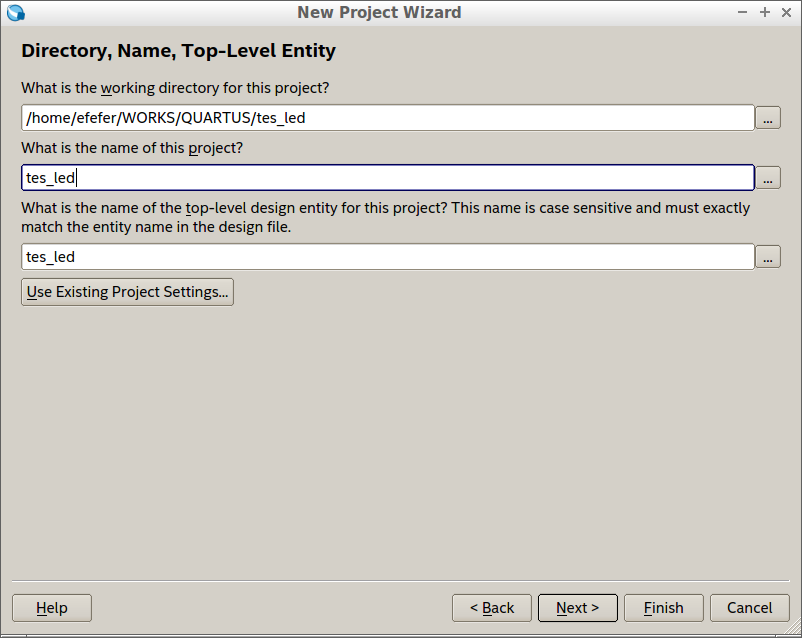 New Project Wizard
Directory, Name, Top-Level Entity
What is the working directory for this project?
/home/efefer/WORKS/QUARTUS/tes_led
...
What is the name of this project?
tes_led
...
What is the name of the top-level design entity for this project? This name is case sensitive and must exactly
match the entity name in the design file.
tes_led
...
Use Existing Project Settings...
Help
< Back
Next >
Finish
Cancel